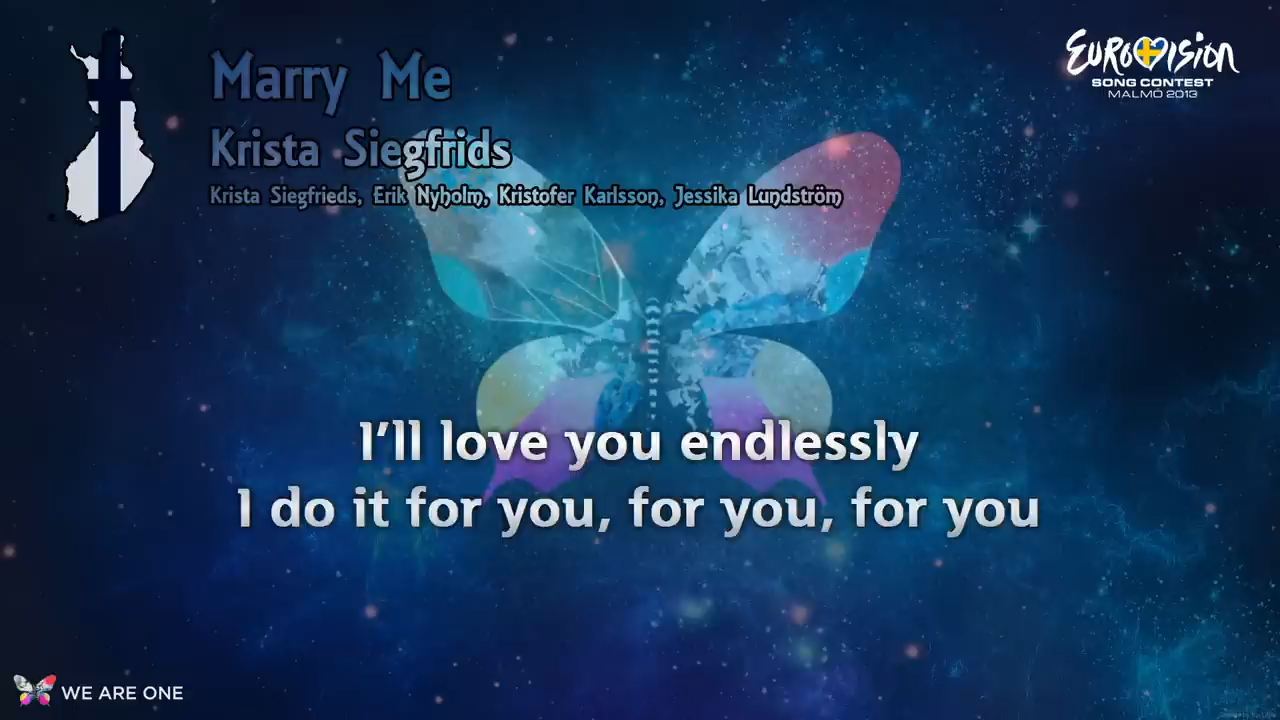 Marry Me
Krista Siegfrids
Krista Siegfrieds, Erik Nyholm, Kristofer Karlsson, Jessika Lundström
EUROVISION
SONG CONTEST
MALMÖ 2013
I'll love you endlessly
I do it for you, for you, for you
WE ARE ONE